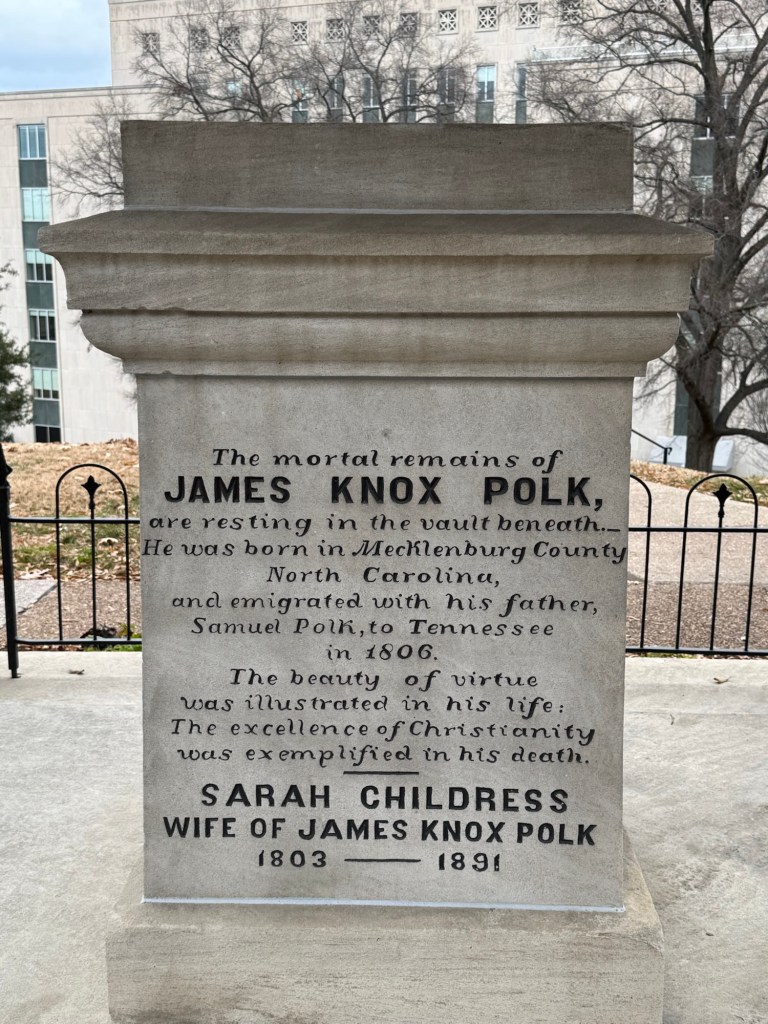 The mortal remains of
JAMES KNOX POLK,
are resting in the vault beneath.—
He was born in Mecklenburg County
North Carolina,
and emigrated with his father,
Samuel Polk, to Tennessee
in 1806.
The beauty of virtue
was illustrated in his life:
The excellence of Christianity
was exemplified in his death.
SARAH CHILDRESS
WIFE OF JAMES KNOX POLK
1803 — 1891